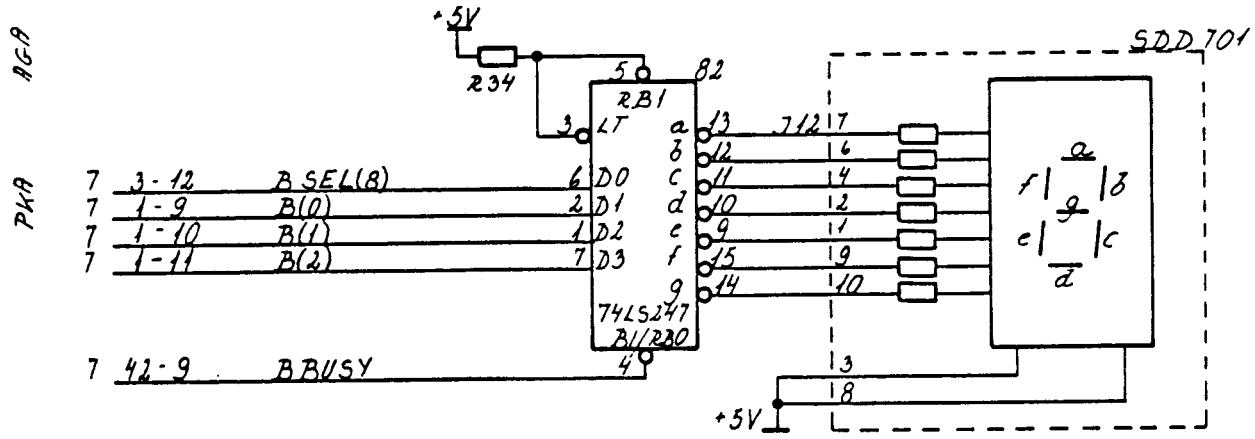 AGA
PKA
+5V
R34
5
RBI
82
SDD 701
3
LT
a 13 J12 7
b 12 6
c 11 4
d 10 2
e 9 1
f 15 9
g 14 10
7 3-12 B SEL(8) 6 D0
7 1-9 B(0) 2 D1
7 1-10 B(1) 1 D2
7 1-11 B(2) 7 D3
74LS247
BI/RBO
4
7 42-9 B BUSY
a
f b
g
e c
d
3
8
+5V